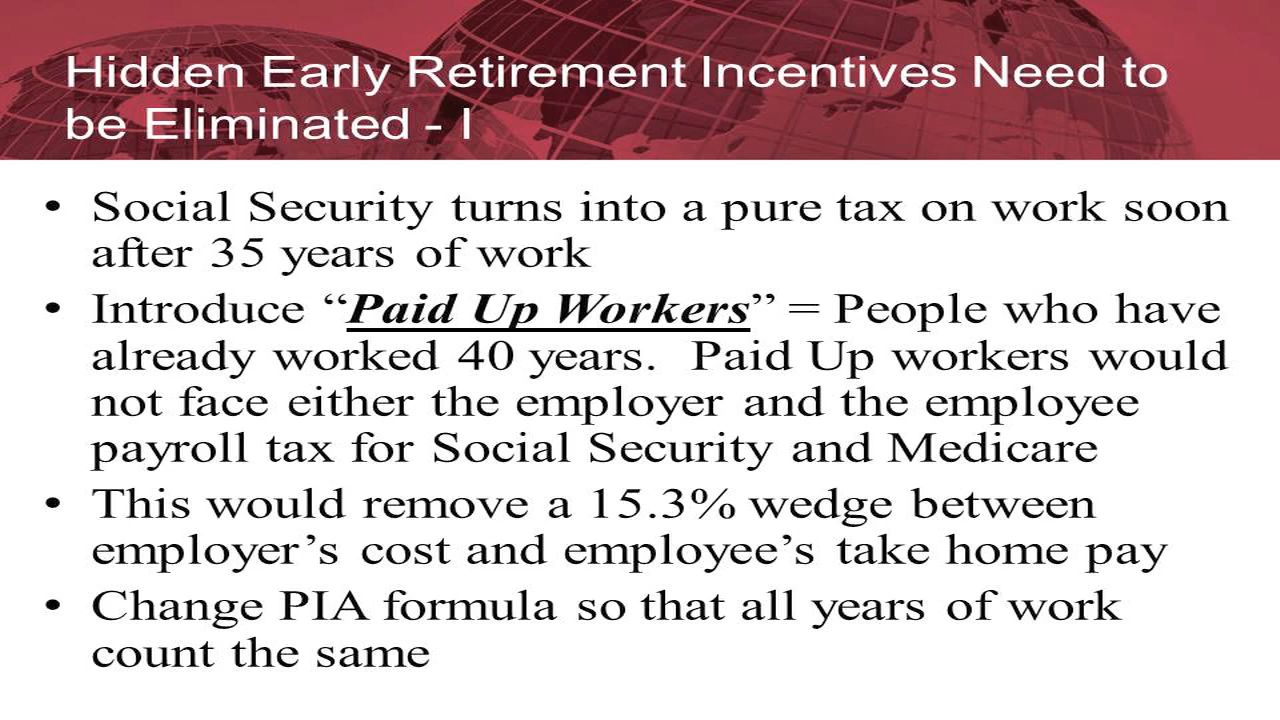 Hidden Early Retirement Incentives Need to
be Eliminated - I
• Social Security turns into a pure tax on work soon
after 35 years of work
• Introduce “Paid Up Workers” = People who have
already worked 40 years. Paid Up workers would
not face either the employer and the employee
payroll tax for Social Security and Medicare
• This would remove a 15.3% wedge between
employer’s cost and employee’s take home pay
• Change PIA formula so that all years of work
count the same